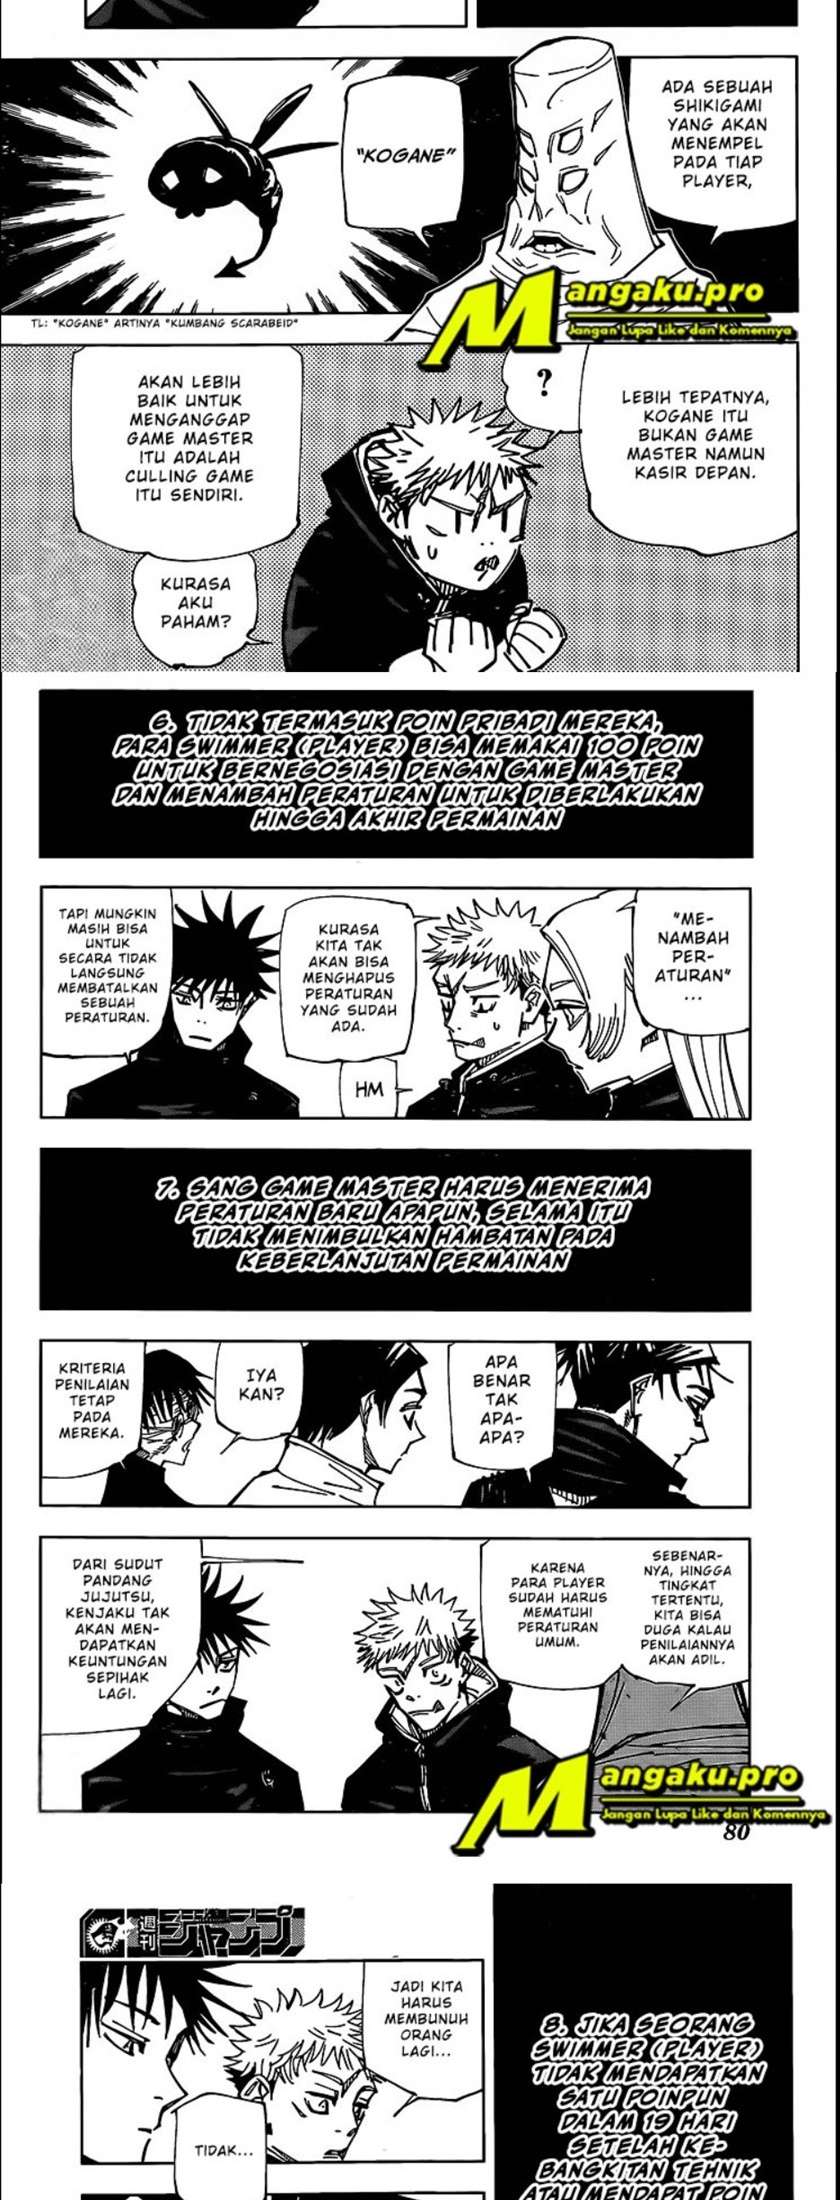 ADA SEBUAH
SHIKIGAMI
YANG AKAN
MENEMPEL
PADA TIAP
PLAYER,
"KOGANE"
Mangaku.pro
Jangan Lupa Like dan Komennya
TL: "KOGANE" ARTINYA "KUMBANG SCARABEID"
LEBIH TEPATNYA,
KOGANE ITU
BUKAN GAME
MASTER NAMUN
KASIR DEPAN.
?
AKAN LEBIH
BAIK UNTUK
MENGANGGAP
GAME MASTER
ITU ADALAH
CULLING GAME
ITU SENDIRI.
KURASA
AKU
PAHAM?
6. TIDAK TERMASUK POIN PRIBADI MEREKA,
PARA SWIMMER (PLAYER) BISA MEMAKAI 100 POIN
UNTUK BERNEGOSIASI DENGAN GAME MASTER
DAN MENAMBAH PERATURAN UNTUK DIBERLAKUKAN
HINGGA AKHIR PERMAINAN
"ME-
NAMBAH
PER-
ATURAN"
...
KURASA
KITA TAK
AKAN BISA
MENGHAPUS
PERATURAN
YANG SUDAH
ADA.
HM
TAPI MUNGKIN
MASIH BISA
UNTUK
SECARA TIDAK
LANGSUNG
MEMBATALKAN
SEBUAH
PERATURAN.
7. SANG GAME MASTER HARUS MENERIMA
PERATURAN BARU APAPUN, SELAMA ITU
TIDAK MENIMBULKAN HAMBATAN PADA
KEBERLANJUTAN PERMAINAN
APA
BENAR
TAK
APA-
APA?
IYA
KAN?
KRITERIA
PENILAIAN
TETAP
PADA
MEREKA.
SEBENAR-
NYA, HINGGA
TINGKAT
TERTENTU,
KITA BISA
DUGA KALAU
PENILAIANNYA
AKAN ADIL.
KARENA
PARA PLAYER
SUDAH HARUS
MEMATUHI
PERATURAN
UMUM.
DARI SUDUT
PANDANG
JUJUTSU,
KENJAKU TAK
AKAN MEN-
DAPATKAN
KEUNTUNGAN
SEPIHAK
LAGI.
Mangaku.pro
Jangan Lupa Like dan Komennya
80
週刊
ジャンプ
8. JIKA SEORANG
SWIMMER (PLAYER)
TIDAK MENDAPATKAN
SATU POINPUN
DALAM 19 HARI
SETELAH KE-
BANGKITAN TEHNIK
ATAU MENDAPAT POIN
JADI KITA
HARUS
MEMBUNUH
ORANG
LAGI...
TIDAK...